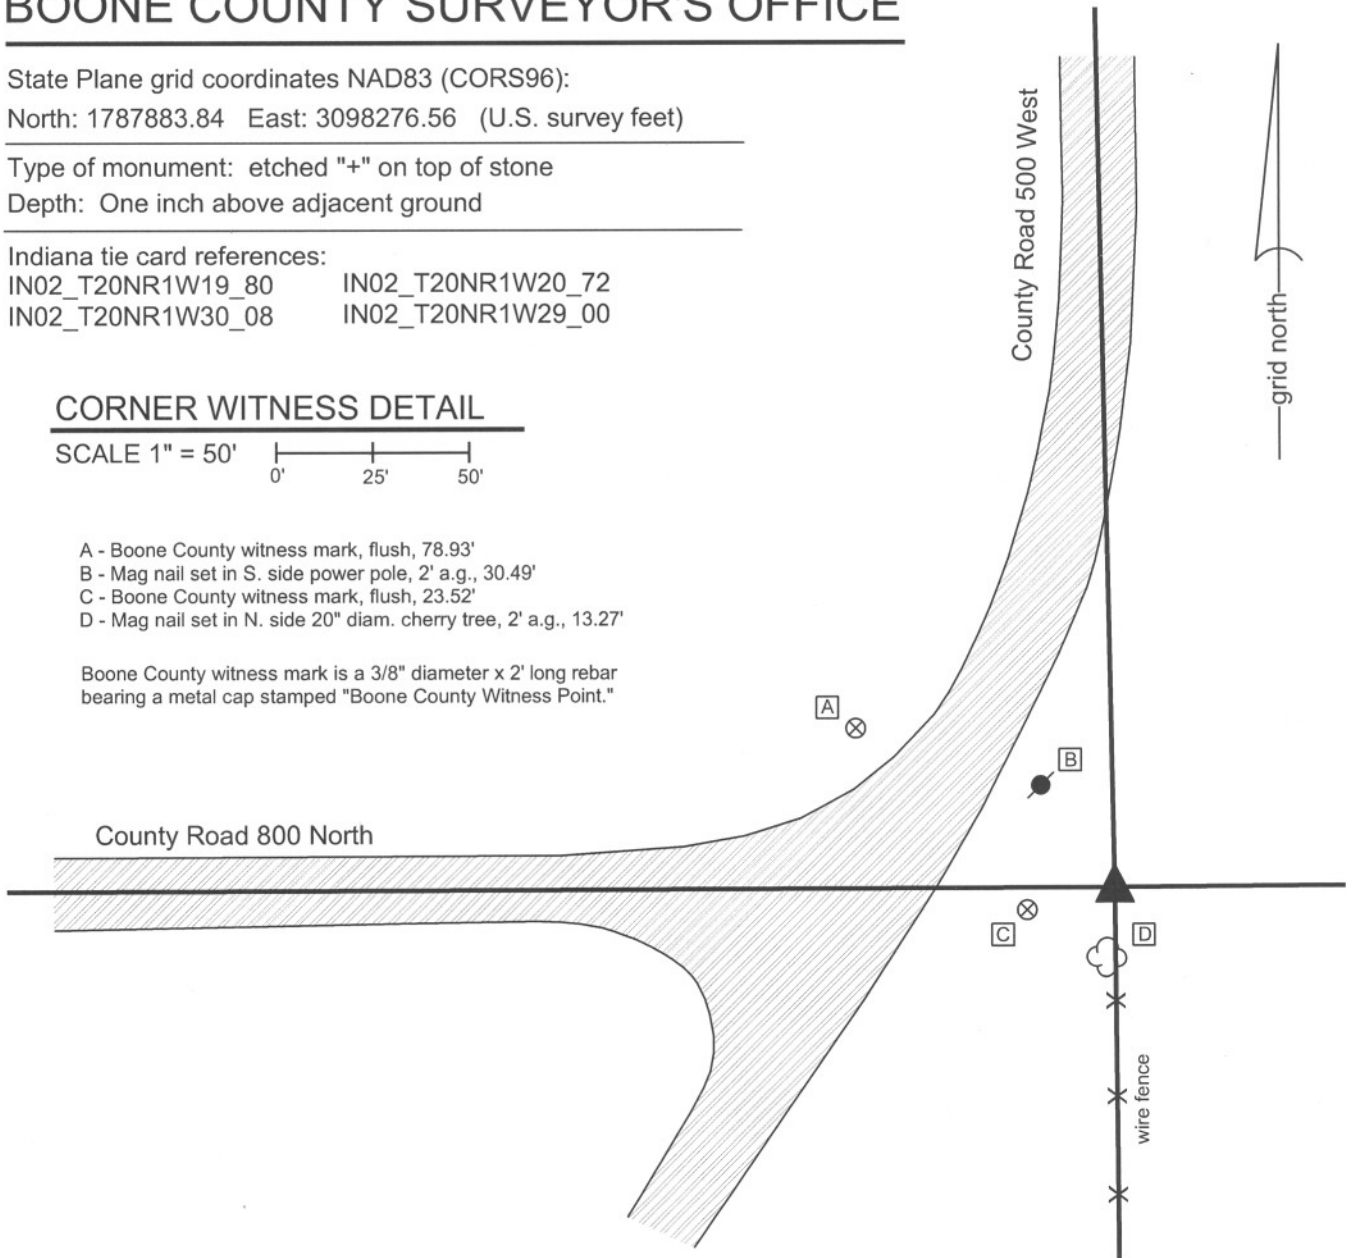 BOONE COUNTY SURVEYOR'S OFFICE
State Plane grid coordinates NAD83 (CORS96):
North: 1787883.84 East: 3098276.56 (U.S. survey feet)
Type of monument: etched "+" on top of stone
Depth: One inch above adjacent ground
Indiana tie card references:
IN02_T20NR1W19_80 IN02_T20NR1W20_72
IN02_T20NR1W30_08 IN02_T20NR1W29_00
CORNER WITNESS DETAIL
SCALE 1" = 50'
0' 25' 50'
A - Boone County witness mark, flush, 78.93'
B - Mag nail set in S. side power pole, 2' a.g., 30.49'
C - Boone County witness mark, flush, 23.52'
D - Mag nail set in N. side 20" diam. cherry tree, 2' a.g., 13.27'
Boone County witness mark is a 3/8" diameter x 2' long rebar
bearing a metal cap stamped "Boone County Witness Point."
County Road 500 West
grid north
A
B
County Road 800 North
C
D
wire fence